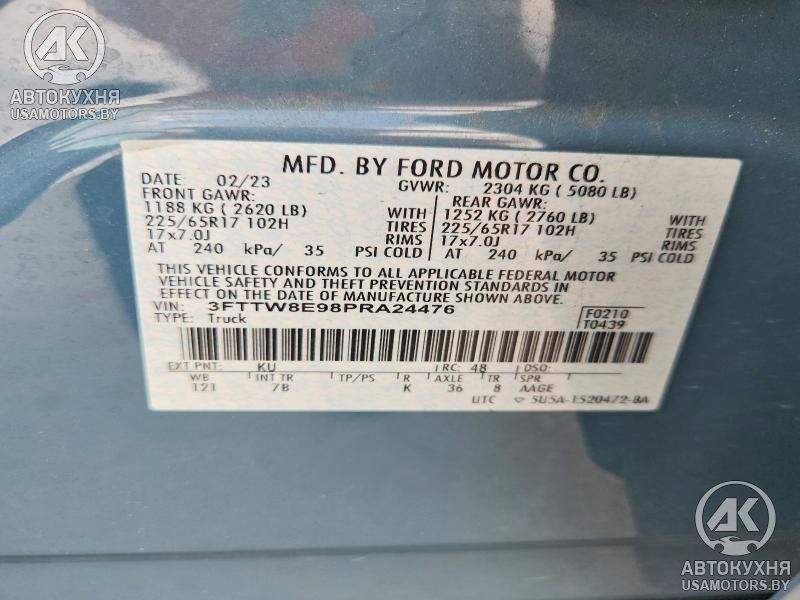 AK
АВТОКУХНЯ
USAMOTORS.BY
MFD. BY FORD MOTOR CO.
DATE: 02/23 GVWR: 2304 KG ( 5080 LB)
FRONT GAWR: REAR GAWR:
1188 KG ( 2620 LB) WITH 1252 KG ( 2760 LB) WITH
225/65R17 102H TIRES 225/65R17 102H TIRES
17x7.0J RIMS 17x7.0J RIMS
AT 240 kPa/ 35 PSI COLD AT 240 kPa/ 35 PSI COLD
THIS VEHICLE CONFORMS TO ALL APPLICABLE FEDERAL MOTOR
VEHICLE SAFETY AND THEFT PREVENTION STANDARDS IN
EFFECT ON THE DATE OF MANUFACTURE SHOWN ABOVE.
VIN: 3FTTW8E98PRA24476 F0210
TYPE: Truck T0439
EXT PNT: KU RC: 48 DSO:
WB INT TR TP/PS R AXLE TR SPR
121 7B K 36 8 AAGE
UTC ▽ 5U5A-1520472-BA
AK
АВТОКУХНЯ
USAMOTORS.BY